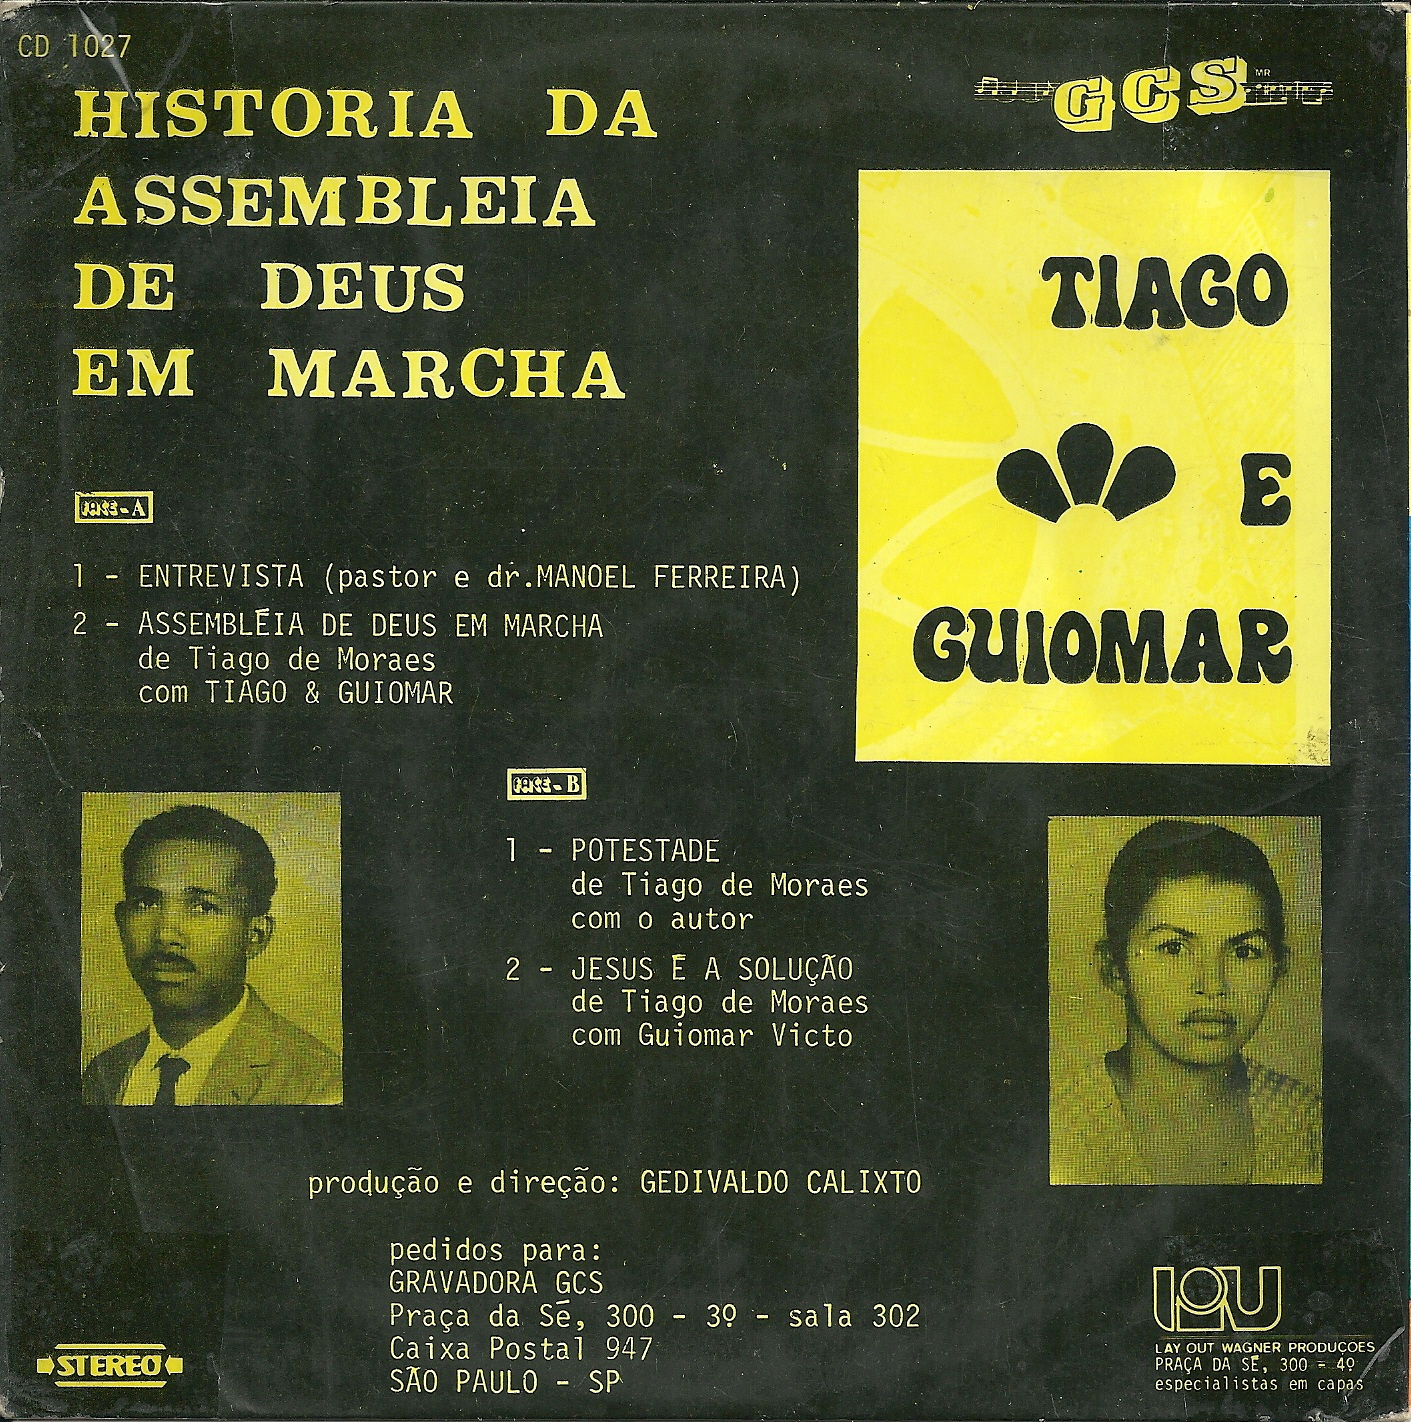 CD 1027
GCS MR
HISTORIA DA
ASSEMBLEIA
DE DEUS
EM MARCHA
TIAGO
E
GUIOMAR
FACE-A
1 - ENTREVISTA (pastor e dr.MANOEL FERREIRA)
2 - ASSEMBLÉIA DE DEUS EM MARCHA
de Tiago de Moraes
com TIAGO & GUIOMAR
FACE-B
1 - POTESTADE
de Tiago de Moraes
com o autor
2 - JESUS É A SOLUÇÃO
de Tiago de Moraes
com Guiomar Victo
produção e direção: GEDIVALDO CALIXTO
pedidos para:
GRAVADORA GCS
Praça da Sé, 300 - 3º - sala 302
Caixa Postal 947
SÃO PAULO - SP
STEREO
LOU
LAY OUT WAGNER PRODUÇOES
PRAÇA DA SÉ, 300 - 4º
especialistas em capas